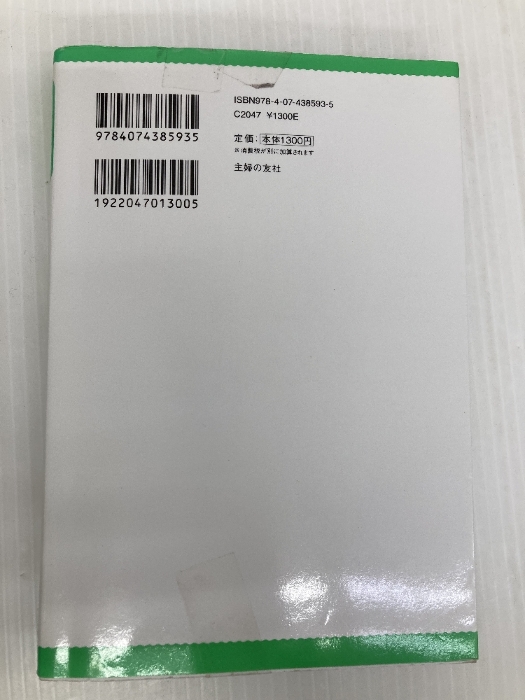 ISBN978-4-07-438593-5
C2047 ¥1300E
9784074385935
定価：本体1300円
※消費税が別に加算されます
主婦の友社
1922047013005